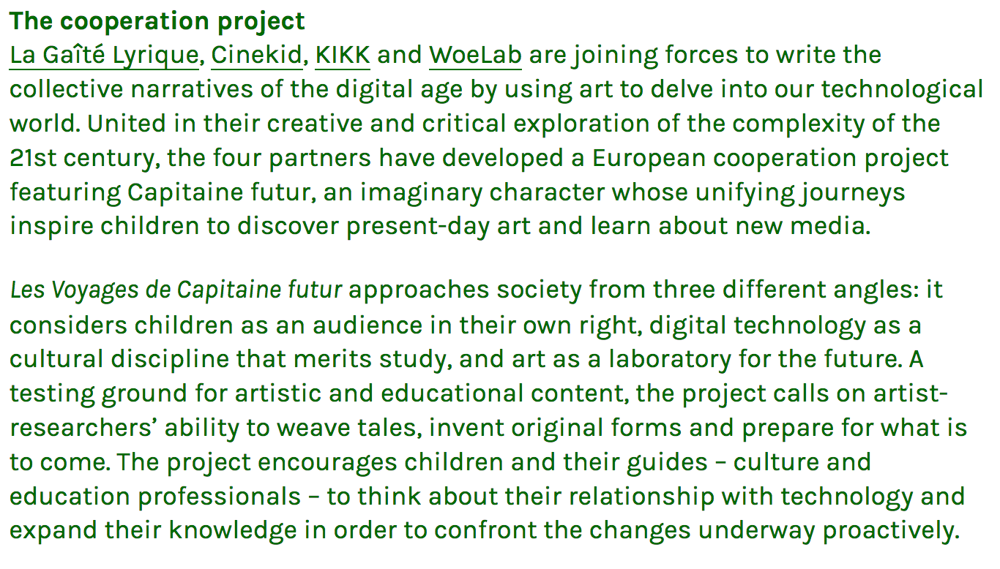 The cooperation project
La Gaîté Lyrique, Cinekid, KIKK and WoeLab are joining forces to write the
collective narratives of the digital age by using art to delve into our technological
world. United in their creative and critical exploration of the complexity of the
21st century, the four partners have developed a European cooperation project
featuring Capitaine futur, an imaginary character whose unifying journeys
inspire children to discover present-day art and learn about new media.
Les Voyages de Capitaine futur approaches society from three different angles: it
considers children as an audience in their own right, digital technology as a
cultural discipline that merits study, and art as a laboratory for the future. A
testing ground for artistic and educational content, the project calls on artist-
researchers’ ability to weave tales, invent original forms and prepare for what is
to come. The project encourages children and their guides – culture and
education professionals – to think about their relationship with technology and
expand their knowledge in order to confront the changes underway proactively.